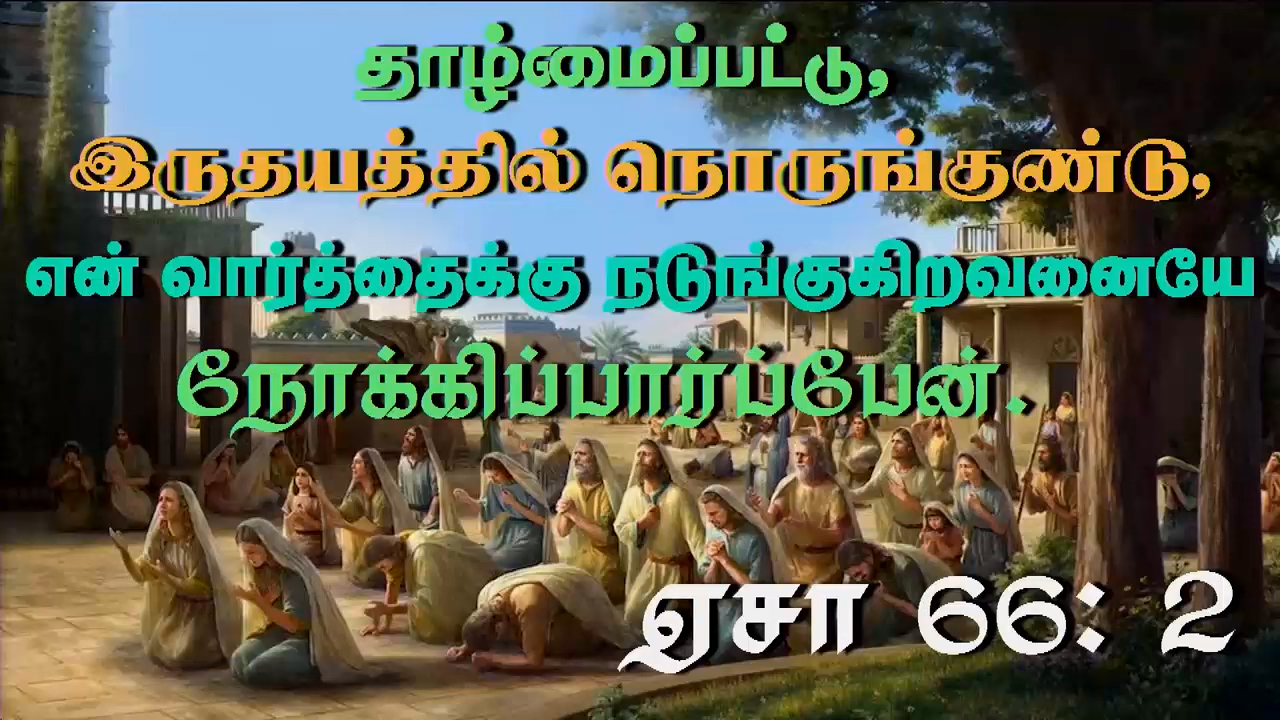 தாழ்மைப்பட்டு,
இருதயத்தில் நொருங்குண்டு,
என் வார்த்தைக்கு நடுங்குகிறவனையே
நோக்கிப்பார்ப்பேன்.
ஏசா 66: 2